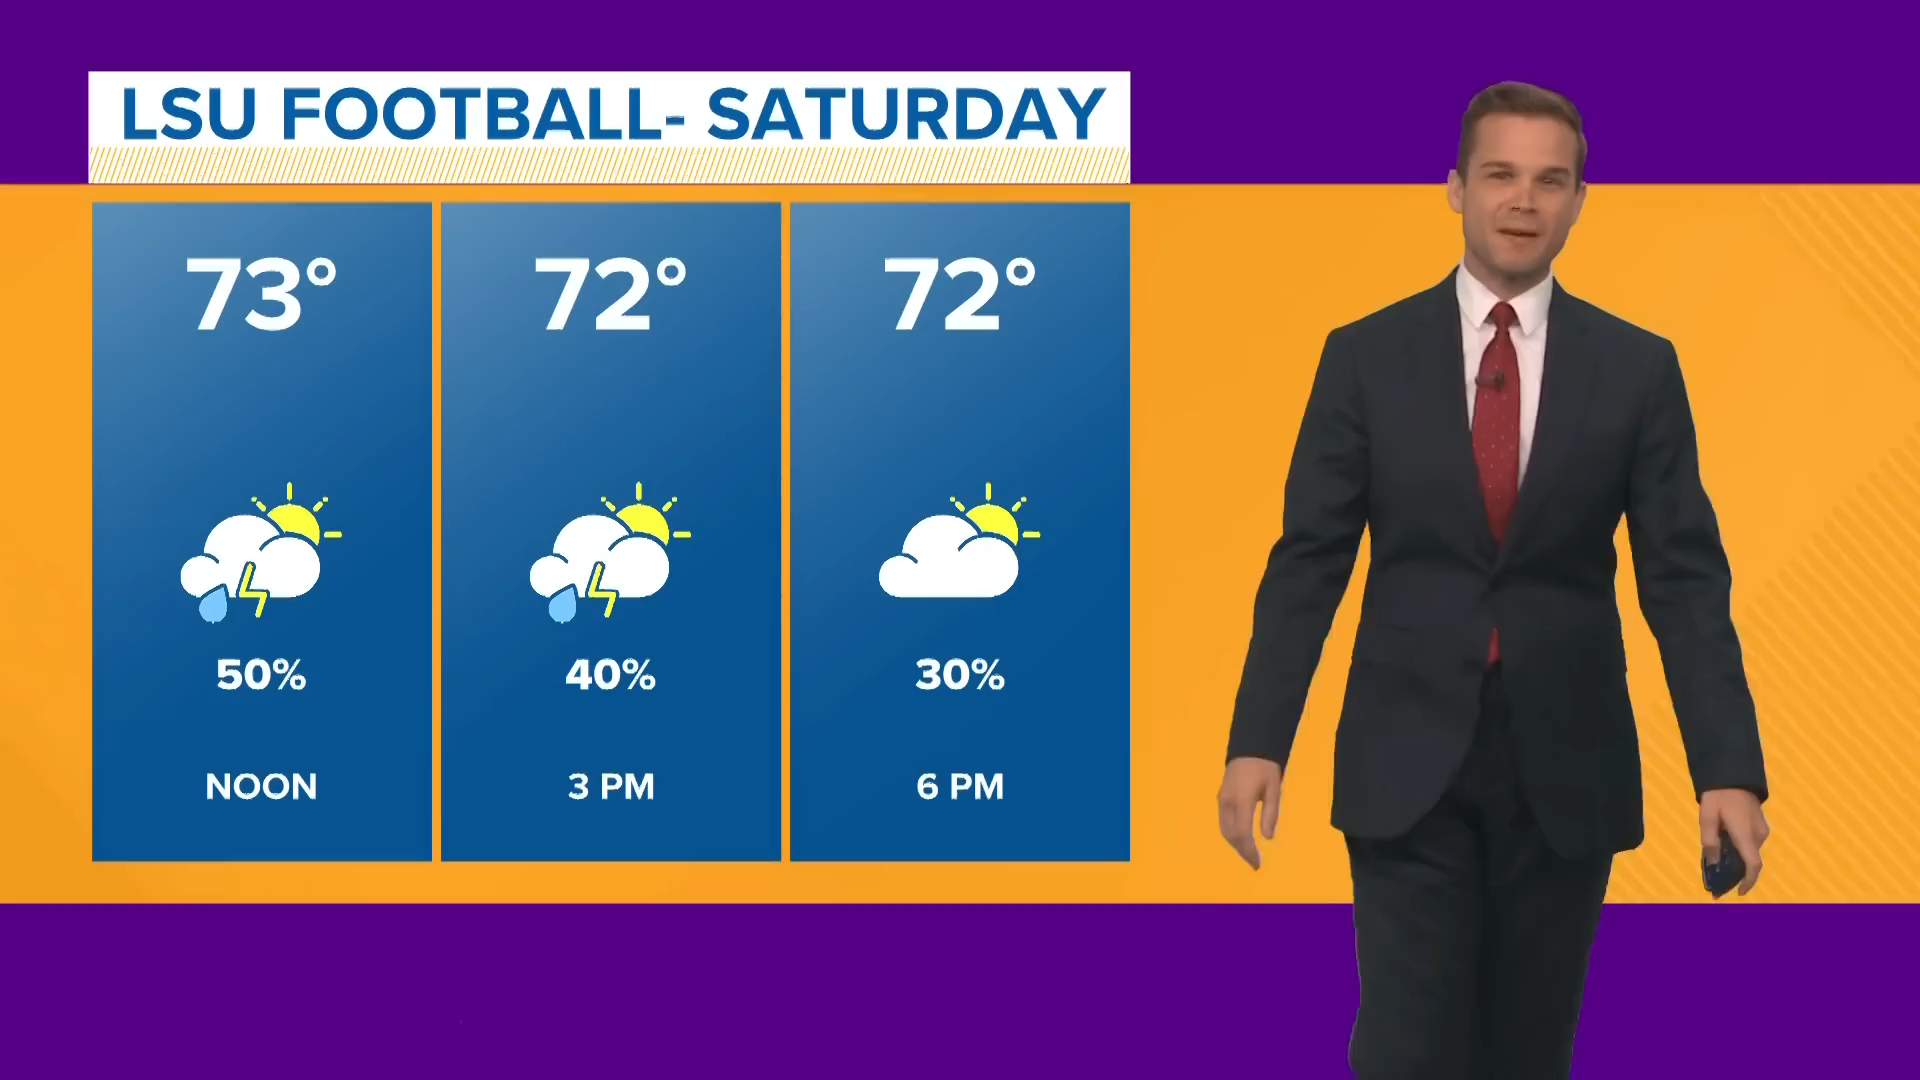 LSU FOOTBALL- SATURDAY
73° 72° 72°
50% 40% 30%
NOON 3 PM 6 PM